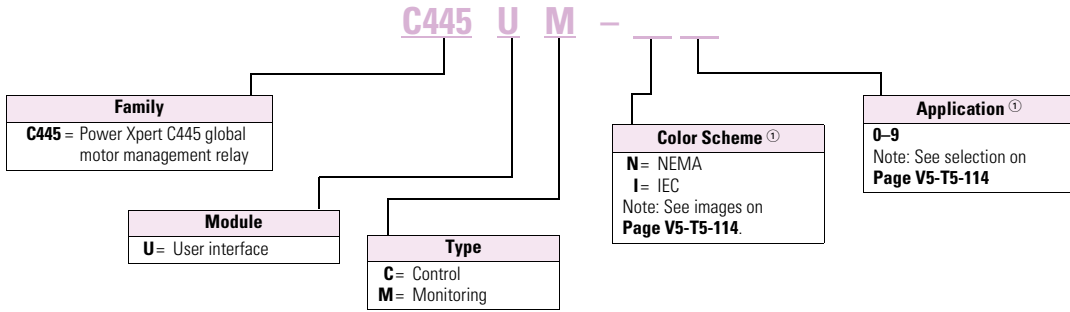 C445 U M – _ _
Family
C445 = Power Xpert C445 global
motor management relay
Module
U= User interface
Type
C= Control
M= Monitoring
Color Scheme ①
N= NEMA
I= IEC
Note: See images on
Page V5-T5-114.
Application ①
0–9
Note: See selection on
Page V5-T5-114